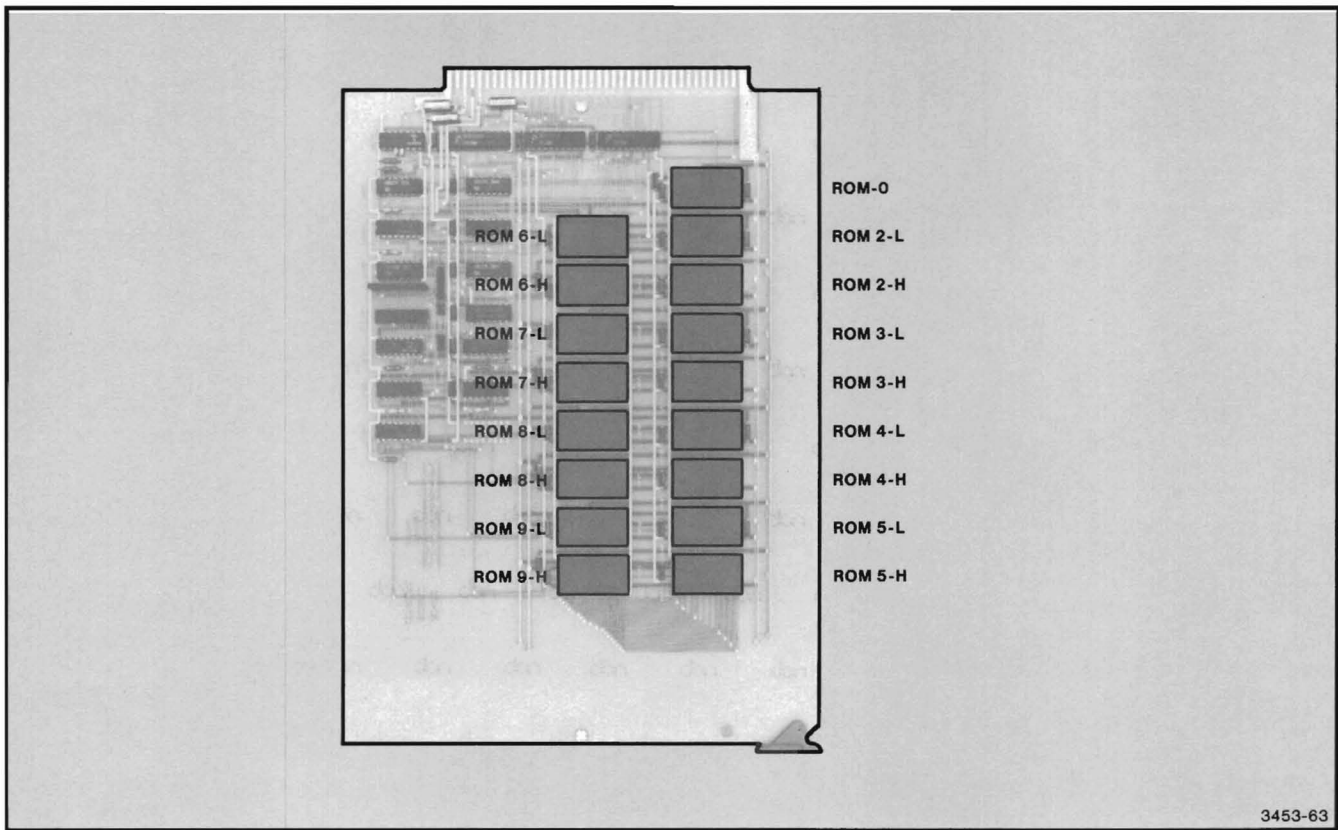 ROM-0
ROM 6-L
ROM 2-L
ROM 6-H
ROM 2-H
ROM 7-L
ROM 3-L
ROM 7-H
ROM 3-H
ROM 8-L
ROM 4-L
ROM 8-H
ROM 4-H
ROM 9-L
ROM 5-L
ROM 9-H
ROM 5-H
3453-63